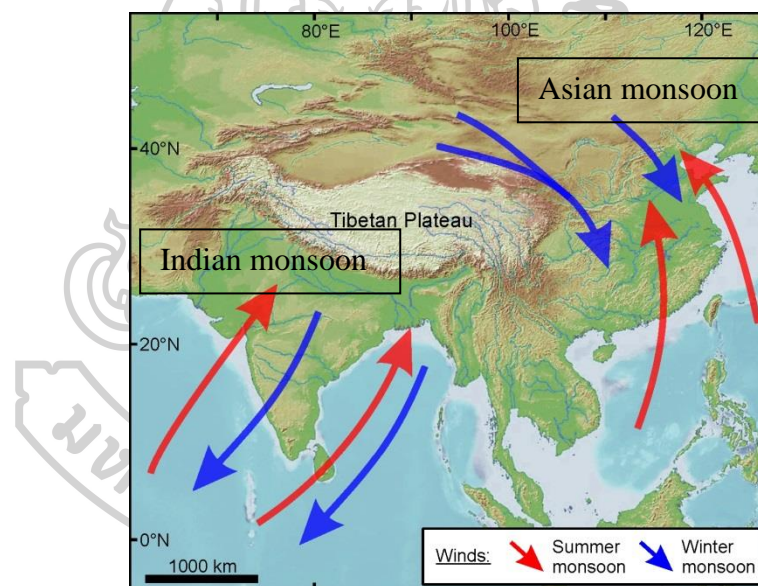 80°E 100°E 120°E
Asian monsoon
40°N
Tibetan Plateau
Indian monsoon
20°N
0°N
1000 km
Winds: Summer monsoon Winter monsoon